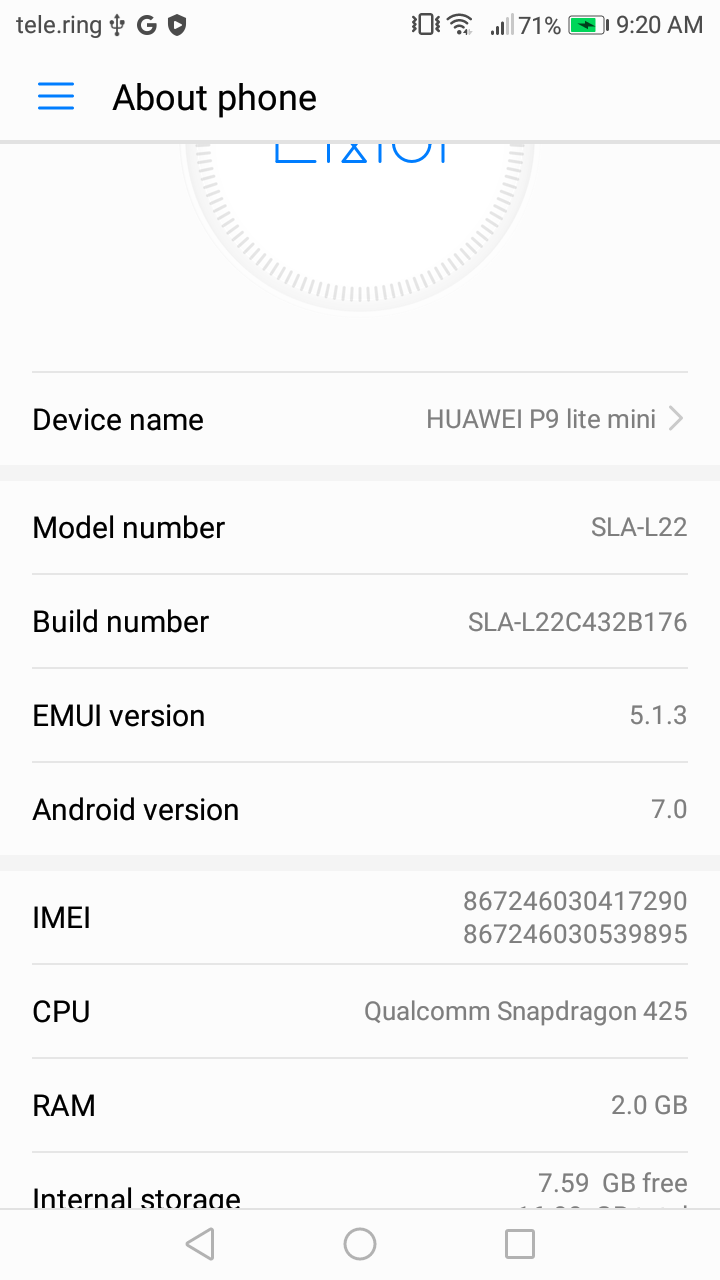 tele.ring 71% 9:20 AM
About phone
Device name HUAWEI P9 lite mini
Model number SLA-L22
Build number SLA-L22C432B176
EMUI version 5.1.3
Android version 7.0
IMEI 867246030417290
867246030539895
CPU Qualcomm Snapdragon 425
RAM 2.0 GB
Internal storage 7.59 GB free